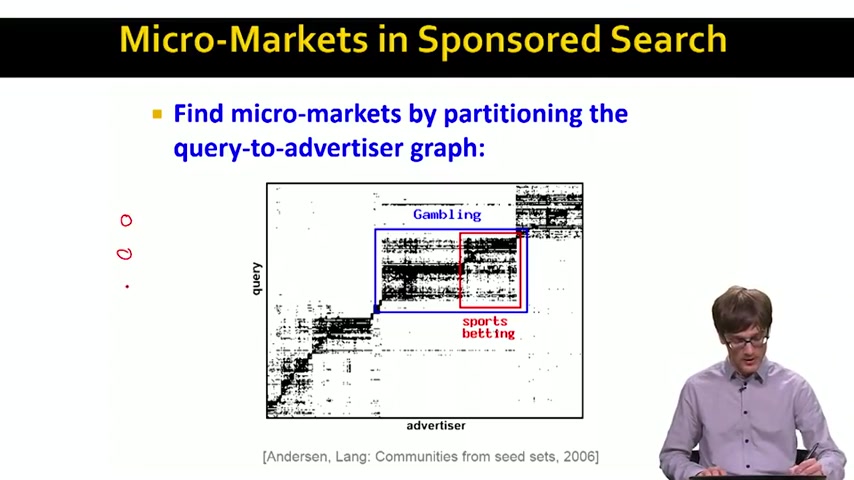 Micro-Markets in Sponsored Search
Find micro-markets by partitioning the
query-to-advertiser graph:
Gambling
query
sports
betting
advertiser
[Andersen, Lang: Communities from seed sets, 2006]